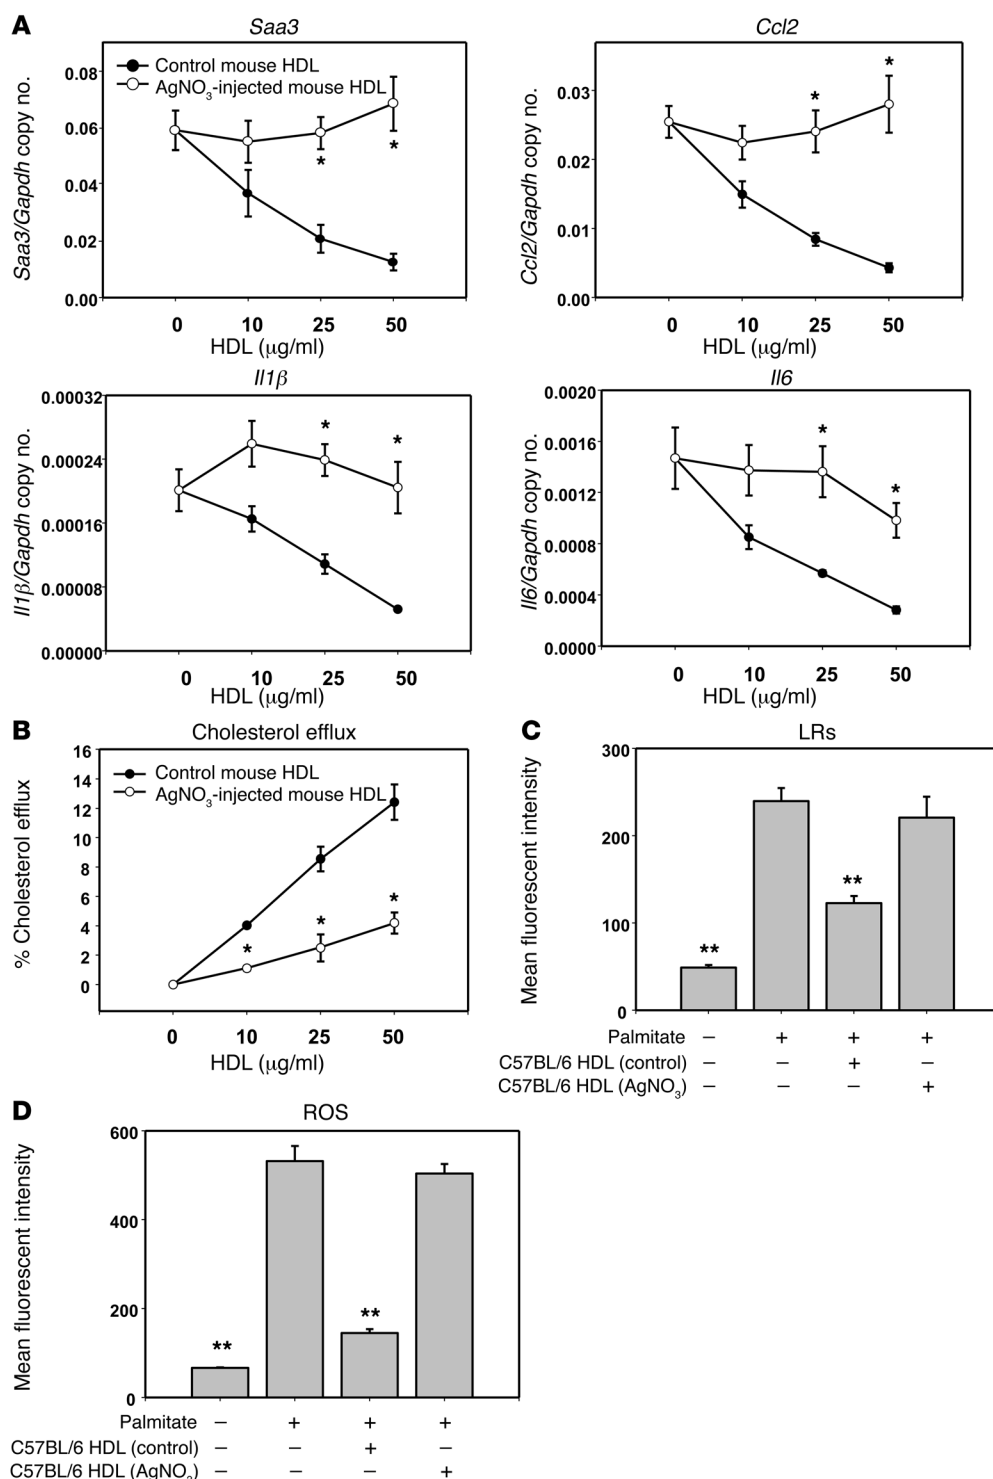 A
Saa3
Control mouse HDL
AgNO3-injected mouse HDL
Saa3/Gapdh copy no.
0.08
0.06
0.04
0.02
0.00
*
*
0 10 25 50
HDL (μg/ml)
Ccl2
Ccl2/Gapdh copy no.
0.03
0.02
0.01
0.00
*
*
0 10 25 50
HDL (μg/ml)
Il1β
Il1β/Gapdh copy no.
0.00032
0.00024
0.00016
0.00008
0.00000
*
*
0 10 25 50
HDL (μg/ml)
Il6
Il6/Gapdh copy no.
0.0020
0.0016
0.0012
0.0008
0.0004
0.0000
*
*
0 10 25 50
HDL (μg/ml)
B
Cholesterol efflux
Control mouse HDL
AgNO3-injected mouse HDL
% Cholesterol efflux
16
14
12
10
8
6
4
2
0
*
*
*
0 10 25 50
HDL (μg/ml)
C
LRs
Mean fluorescent intensity
300
200
100
0
**
**
Palmitate − + + +
C57BL/6 HDL (control) − − + −
C57BL/6 HDL (AgNO3) − − − +
D
ROS
Mean fluorescent intensity
600
400
200
0
**
**
Palmitate − + + +
C57BL/6 HDL (control) − − + −
C57BL/6 HDL (AgNO3) − − − +